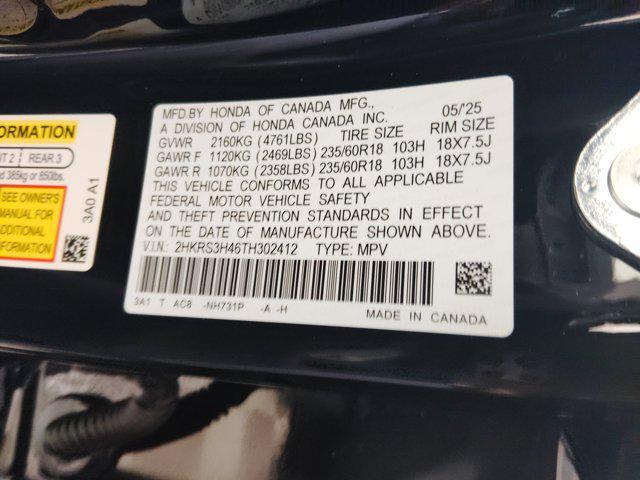 ORMATION
REAR 3
385kg or 850lbs.
SEE OWNER'S
MANUAL FOR
ADDITIONAL
INFORMATION
3A0 A1
MFD.BY HONDA OF CANADA MFG., 05/25
A DIVISION OF HONDA CANADA INC.
GVWR 2160KG (4761LBS) TIRE SIZE RIM SIZE
GAWR F 1120KG (2469LBS) 235/60R18 103H 18X7.5J
GAWR R 1070KG (2358LBS) 235/60R18 103H 18X7.5J
THIS VEHICLE CONFORMS TO ALL APPLICABLE
FEDERAL MOTOR VEHICLE SAFETY
AND THEFT PREVENTION STANDARDS IN EFFECT
ON THE DATE OF MANUFACTURE SHOWN ABOVE.
V.I.N.: 2HKRS3H46TH302412 TYPE: MPV
3A1 T AC8 -NH731P -A -H
MADE IN CANADA